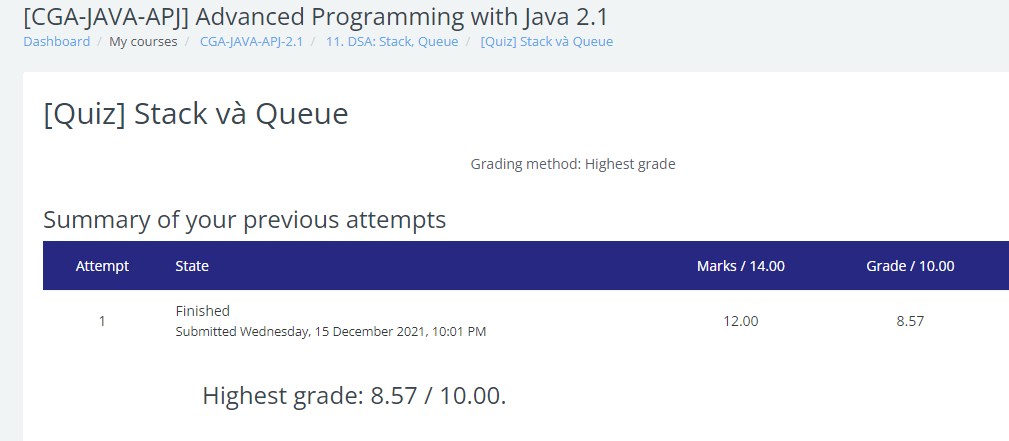 [CGA-JAVA-APJ] Advanced Programming with Java 2.1
Dashboard / My courses / CGA-JAVA-APJ-2.1 / 11. DSA: Stack, Queue / [Quiz] Stack và Queue
[Quiz] Stack và Queue
Grading method: Highest grade
Summary of your previous attempts
Attempt State Marks / 14.00 Grade / 10.00
Finished
1 Submitted Wednesday, 15 December 2021, 10:01 PM 12.00 8.57
Highest grade: 8.57 / 10.00.